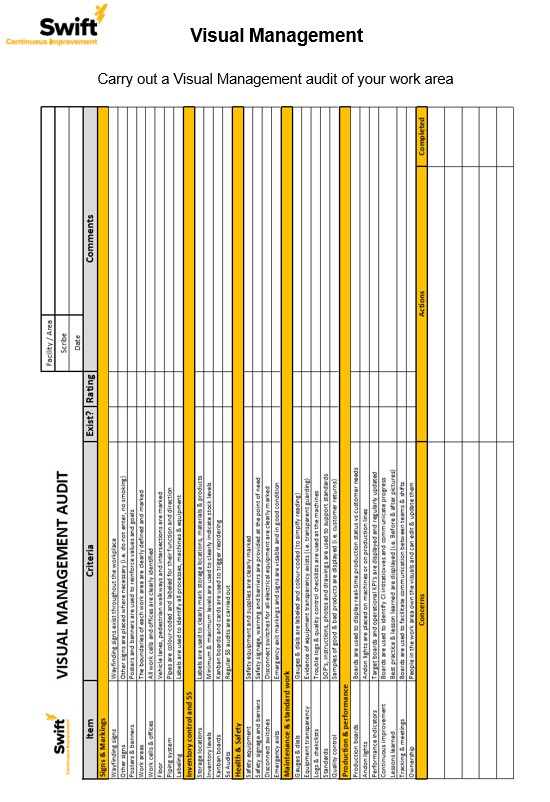 Swift
Continuous Improvement
Visual Management
Carry out a Visual Management audit of your work area
Swift
Continuous Improvement
VISUAL MANAGEMENT AUDIT
Facility / Area
Scribe
Date
Item Criteria Exist? Rating Comments
Signs & Markings
Wayfinding signs Wayfinding signs exist throughout the workplace
Other signs Other signs are placed where necessary (i.e. do not enter, no smoking)
Posters & banners Posters and banners are used to reinforce values and goals
Work areas The boundaries of each work area are clearly defined and marked
Work cells & offices All work cells and offices are clearly identified
Floor Vehicle lanes, pedestrian walkways and intersections are marked
Piping system Pipes are colour-coded and labeled for their function and direction
Labeling Labels are used to identify all processes, machines & equipment
Inventory control and 5S
Storage locations Labels are used to clearly mark storage locations, materials & products
Inventory levels Minimum & maximum levels are used to clearly indicate stock levels
Kanban boards Kanban boards and cards are used to trigger reordering
5s Audits Regular 5S audits are carried out
Health & Safety
Safety equipment Safety equipment and supplies are clearly marked
Safety signage and barriers Safety signage, warning and barriers are provided at the point of need
Disconnect switches Disconnect switches for all electrical equipment are clearly marked
Emergency exits Emergency exit markings and signs are visible and in good condition
Maintenance & standard work
Gauges & dials Gauges & dials are labeled and colour-coded (to simplify reading)
Equipment transparency Evidence of equipment transparency exists (i.e. transparent guarding)
Logs & checklists Trouble logs & quality control checklists are used at the machines
Standards SOP's, instructions, photos and drawings are used to support standards
Quality control Samples of good & bad products are displayed (i.e. customer returns)
Production & performance
Production boards Boards are used to display real-time production status vs customer needs
Andon lights Andon lights are placed on machines or on production lines
Performance indicators Target boards and operational KPI's are displayed and regularly updated
Continuous improvement Boards are used to identify CI initiatives and communicate progress
Lessons learned Best practice & lesson learned are displayed (i.e. Before & after pictures)
Tracking & meetings Boards are used to facilitate communication between teams & shifts
Ownership People in the work area own the visuals and can edit & update them
Concerns Actions Completed